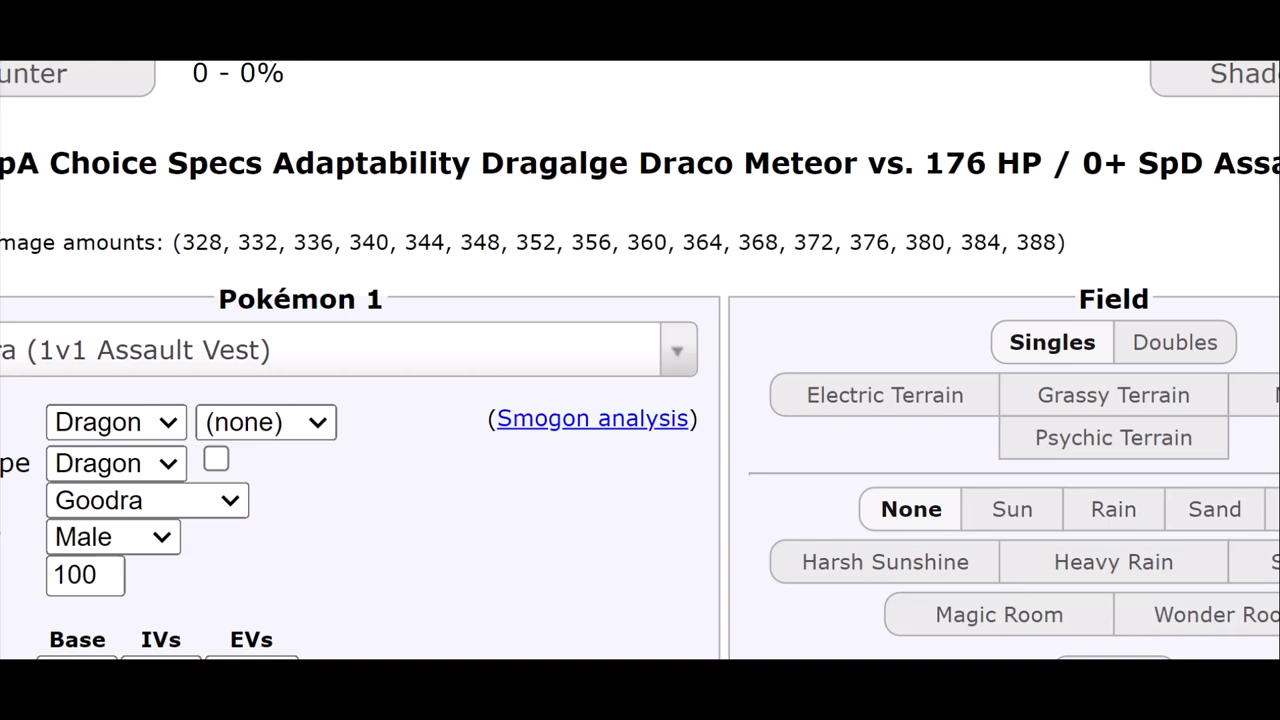 unter 0 - 0% Shad
pA Choice Specs Adaptability Dragalge Draco Meteor vs. 176 HP / 0+ SpD Assa
mage amounts: (328, 332, 336, 340, 344, 348, 352, 356, 360, 364, 368, 372, 376, 380, 384, 388)
Pokémon 1
Field
a (1v1 Assault Vest)
Singles Doubles
Dragon (none) (Smogon analysis)
Electric Terrain Grassy Terrain
pe Dragon
Psychic Terrain
Goodra
None Sun Rain Sand
Male
100
Harsh Sunshine Heavy Rain
Magic Room Wonder Roo
Base IVs EVs